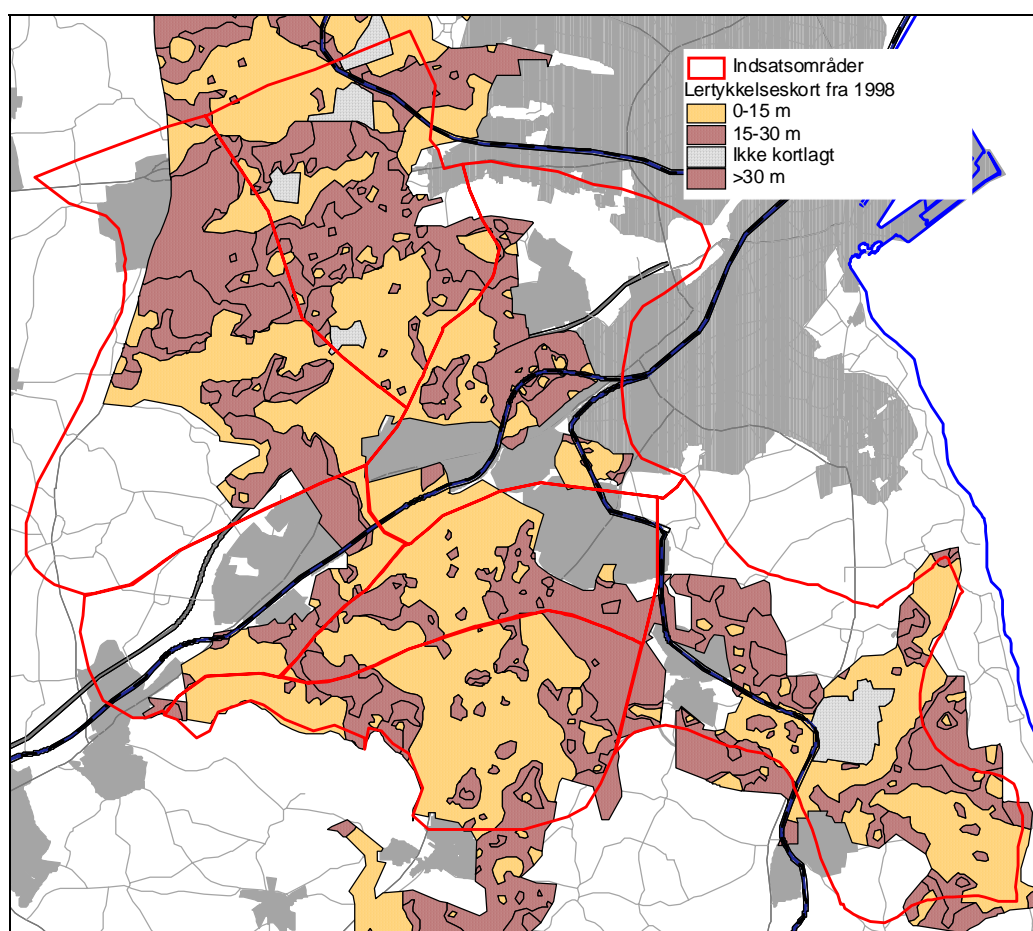 Indsatsområder
Lertykkelseskort fra 1998
0-15 m
15-30 m
Ikke kortlagt
>30 m